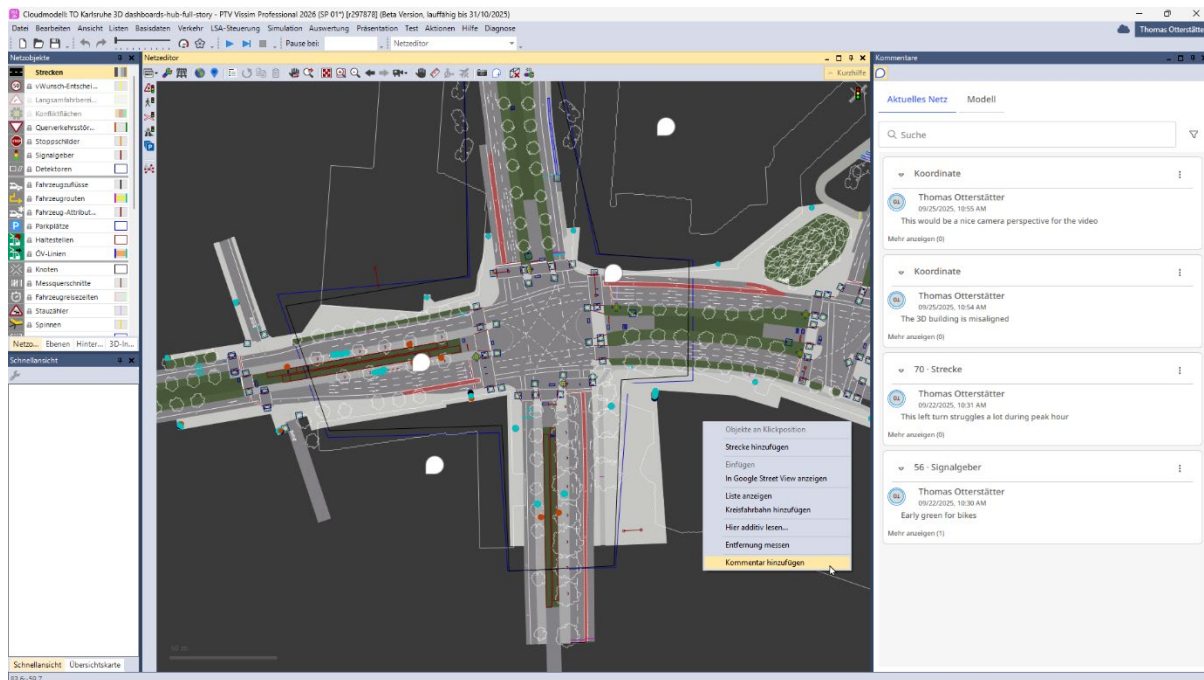 Cloudmodell: TO Karlsruhe 3D dashboards-hub-full-story - PTV Vissim Professional 2026 (SP 01*) [r297878] (Beta Version, lauffähig bis 31/10/2025)
Datei Bearbeiten Ansicht Listen Basisdaten Verkehr LSA-Steuerung Simulation Auswertung Präsentation Test Aktionen Hilfe Diagnose
Thomas Otterstätte
Pause bei:
Netzeditor
Netzobjekte
Strecken
vWunsch-Entschei...
Langsamfahrberei...
Konfliktflächen
Querverkehrsstör...
Stoppschilder
Signalgeber
Detektoren
Fahrzeugzuflüsse
Fahrzeugrouten
Fahrzeug-Attribut...
Parkplätze
Haltestellen
ÖV-Linien
Knoten
Messquerschnitte
Fahrzeugreisezeiten
Stauzähler
Spinnen
Netzo... Ebenen Hinter... 3D-In...
Schnellansicht
Schnellansicht Übersichtskarte
Netzeditor
Kurzhilfe
Objekte an Klickposition
Strecke hinzufügen
Einfügen
In Google Street View anzeigen
Liste anzeigen
Kreisfahrbahn hinzufügen
Hier additiv lesen...
Entfernung messen
Kommentar hinzufügen
Kommentare
Aktuelles Netz Modell
Suche
Koordinate
Thomas Otterstätter
09/25/2025, 10:55 AM
This would be a nice camera perspective for the video
Mehr anzeigen (0)
Koordinate
Thomas Otterstätter
09/25/2025, 10:54 AM
The 3D building is misaligned
Mehr anzeigen (0)
70 - Strecke
Thomas Otterstätter
09/22/2025, 10:31 AM
This left turn struggles a lot during peak hour
Mehr anzeigen (0)
56 - Signalgeber
Thomas Otterstätter
09/22/2025, 10:30 AM
Early green for bikes
Mehr anzeigen (1)